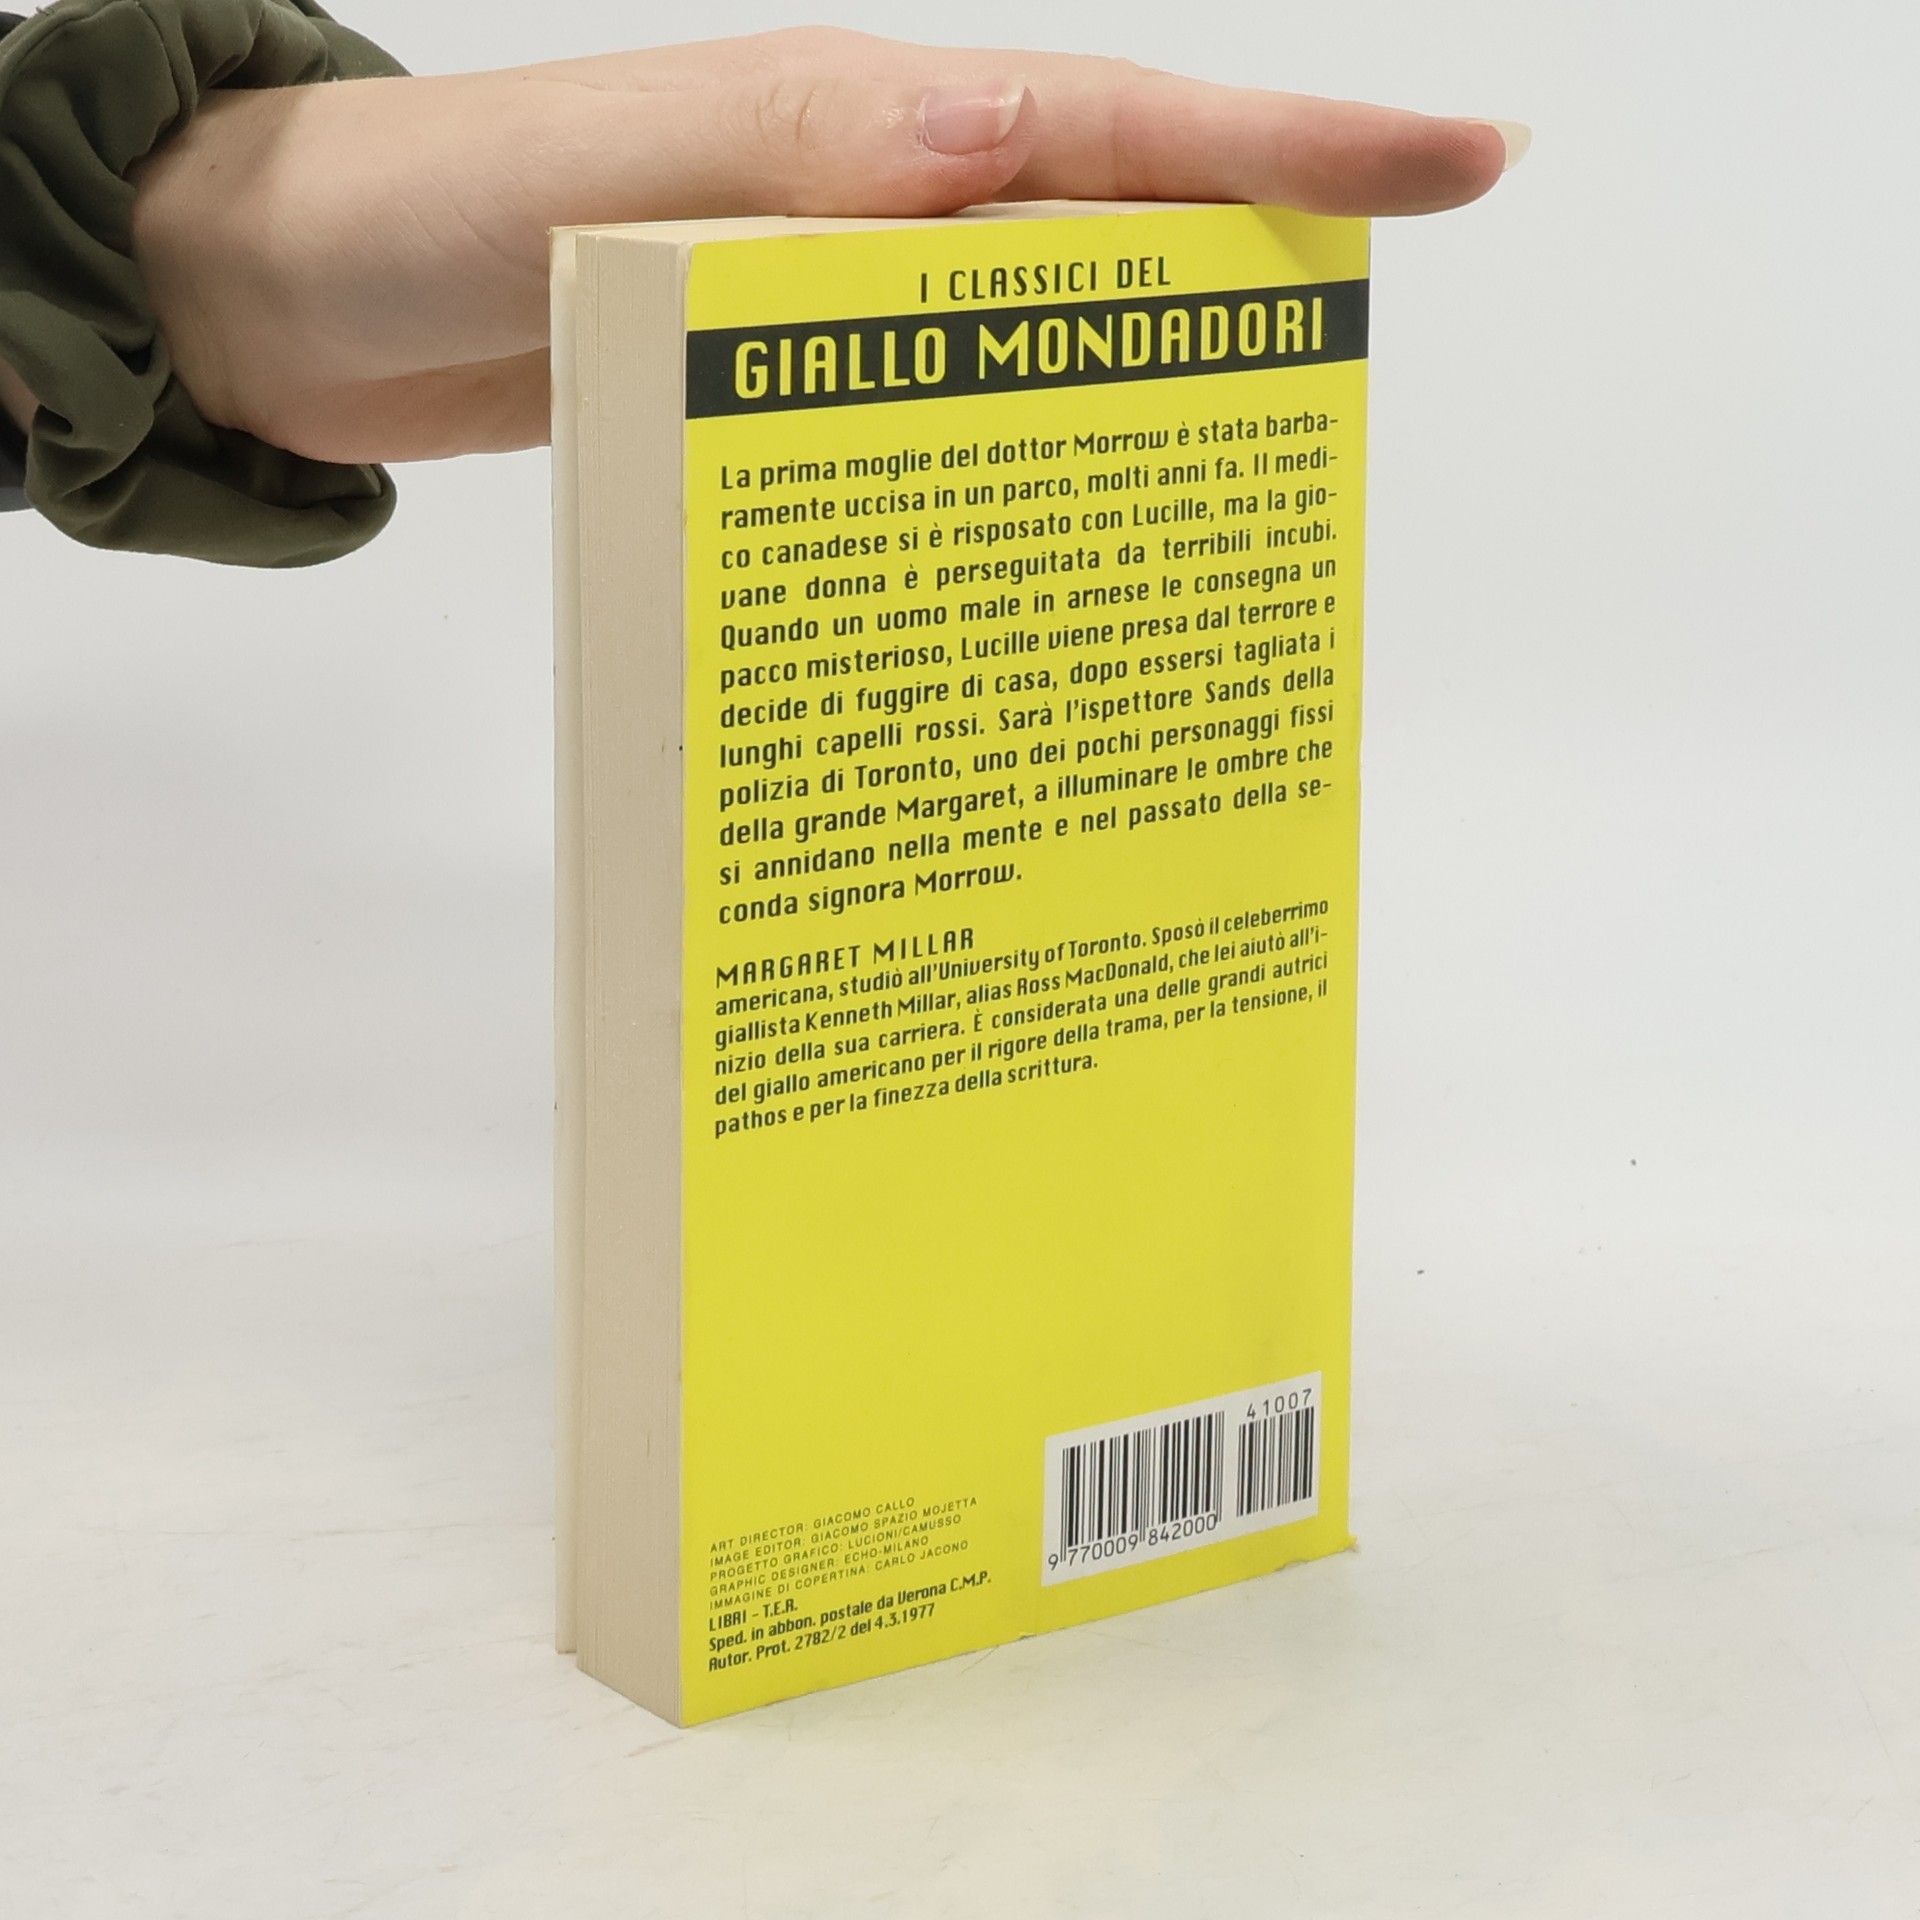 I CLASSICI DEL
GIALLO MONDADORI
La prima moglie del dottor Morrow è stata barba-
ramente uccisa in un parco, molti anni fa. Il medi-
co canadese si è risposato con Lucille, ma la gio-
vane donna è perseguitata da terribili incubi.
Quando un uomo male in arnese le consegna un
pacco misterioso, Lucille viene presa dal terrore e
decide di fuggire di casa, dopo essersi tagliata i
lunghi capelli rossi. Sarà l'ispettore Sands della
polizia di Toronto, uno dei pochi personaggi fissi
della grande Margaret, a illuminare le ombre che
si annidano nella mente e nel passato della se-
conda signora Morrow.
MARGARET MILLAR
americana, studiò all'University of Toronto. Sposò il celeberrimo
giallista Kenneth Millar, alias Ross MacDonald, che lei aiutò all'i-
nizio della sua carriera. È considerata una delle grandi autrici
del giallo americano per il rigore della trama, per la tensione, il
pathos e per la finezza della scrittura.
41007
9 770009 842000
ART DIRECTOR: GIACOMO CALLO
IMAGE EDITOR: GIACOMO SPAZIO MOJETTA
PROGETTO GRAFICO: LUCIONI/CAMUSSO
GRAPHIC DESIGNER: ECHO-MILANO
IMMAGINE DI COPERTINA: CARLO JACONO
LIBRI - T.E.R.
Sped. in abbon. postale da Verona C.M.P.
Autor. Prot. 2782/2 del 4.3.1977